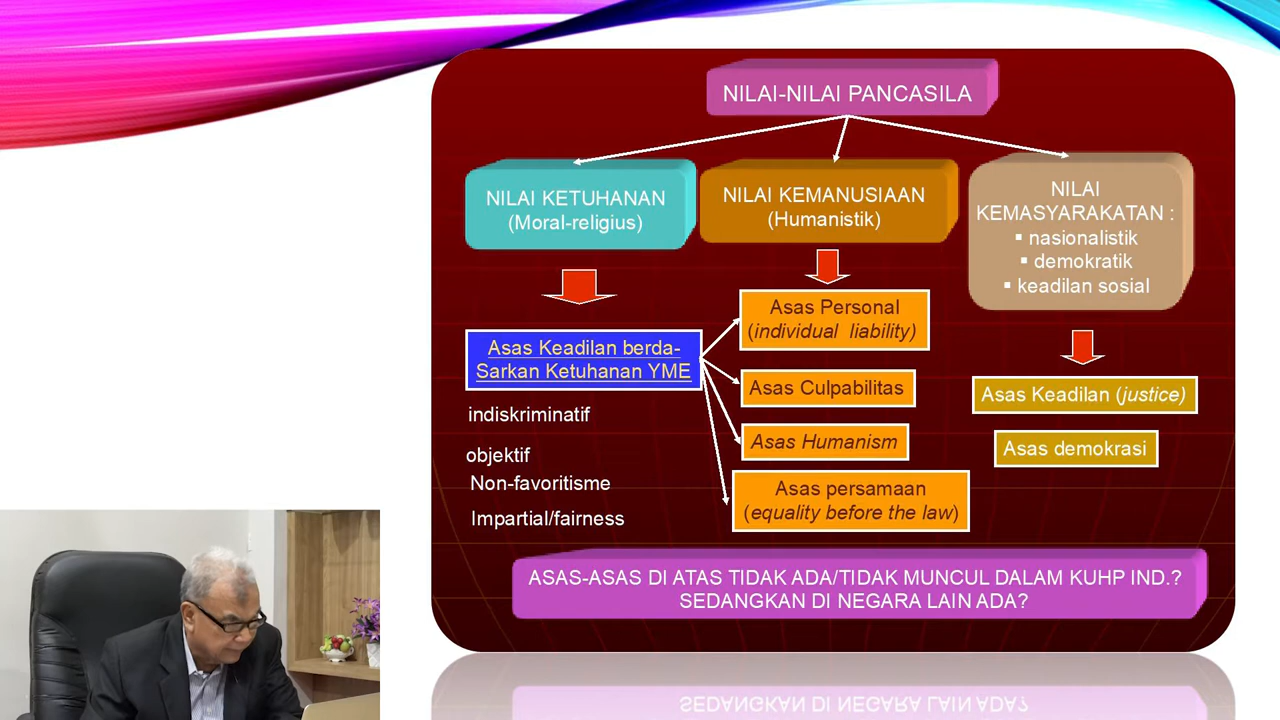 NILAI-NILAI PANCASILA
NILAI KETUHANAN
(Moral-religius)
NILAI KEMANUSIAAN
(Humanistik)
NILAI
KEMASYARAKATAN :
▪ nasionalistik
▪ demokratik
▪ keadilan sosial
Asas Keadilan berda-
Sarkan Ketuhanan YME
indiskriminatif
objektif
Non-favoritisme
Impartial/fairness
Asas Personal
(individual liability)
Asas Culpabilitas
Asas Humanism
Asas persamaan
(equality before the law)
Asas Keadilan (justice)
Asas demokrasi
ASAS-ASAS DI ATAS TIDAK ADA/TIDAK MUNCUL DALAM KUHP IND.?
SEDANGKAN DI NEGARA LAIN ADA?